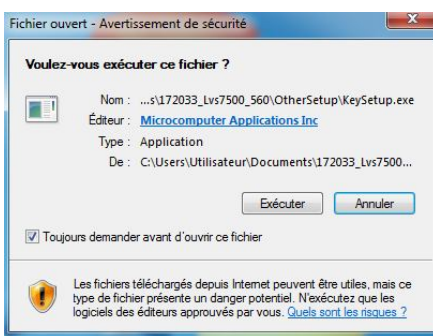 Fichier ouvert - Avertissement de sécurité
Voulez-vous exécuter ce fichier ?
Nom : ...s\172033_Lvs7500_560\OtherSetup\KeySetup.exe
Éditeur : Microcomputer Applications Inc
Type : Application
De : C:\Users\Utilisateur\Documents\172033_Lvs7500...
Exécuter Annuler
Toujours demander avant d'ouvrir ce fichier
Les fichiers téléchargés depuis Internet peuvent être utiles, mais ce
type de fichier présente un danger potentiel. N'exécutez que les
logiciels des éditeurs approuvés par vous. Quels sont les risques ?